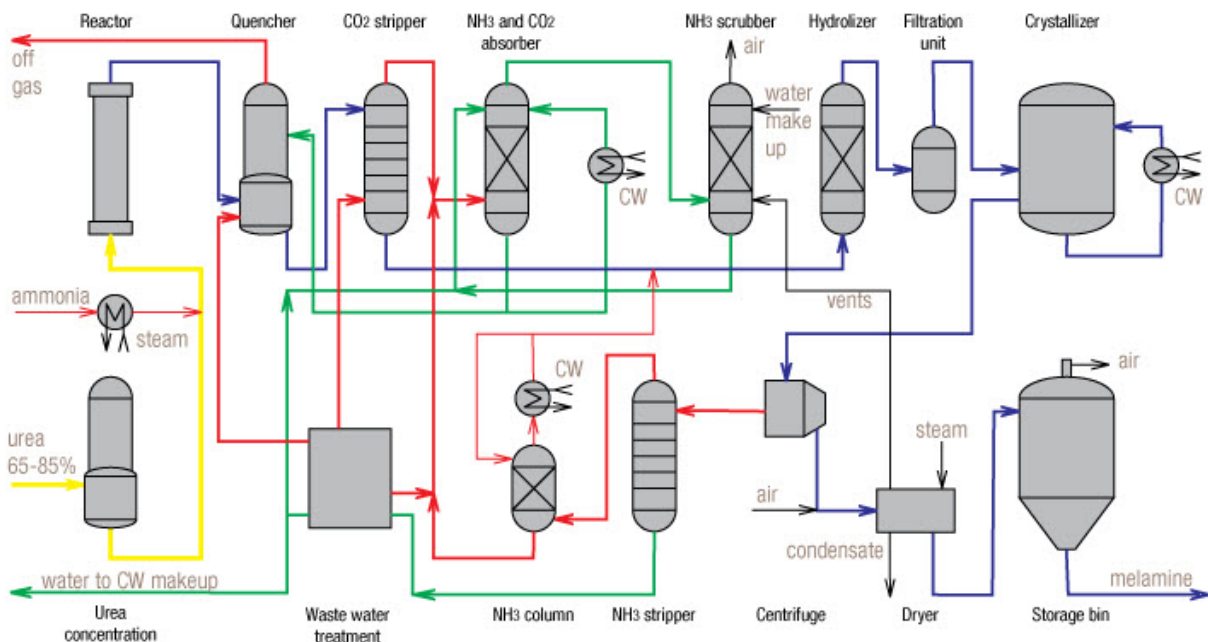 Reactor
Quencher
CO2 stripper
NH3 and CO2
absorber
NH3 scrubber
Hydrolizer
Filtration
unit
Crystallizer
off
gas
air
water
make
up
CW
CW
ammonia
steam
vents
CW
air
urea
65-85%
steam
air
condensate
water to CW makeup
melamine
Urea
concentration
Waste water
treatment
NH3 column
NH3 stripper
Centrifuge
Dryer
Storage bin